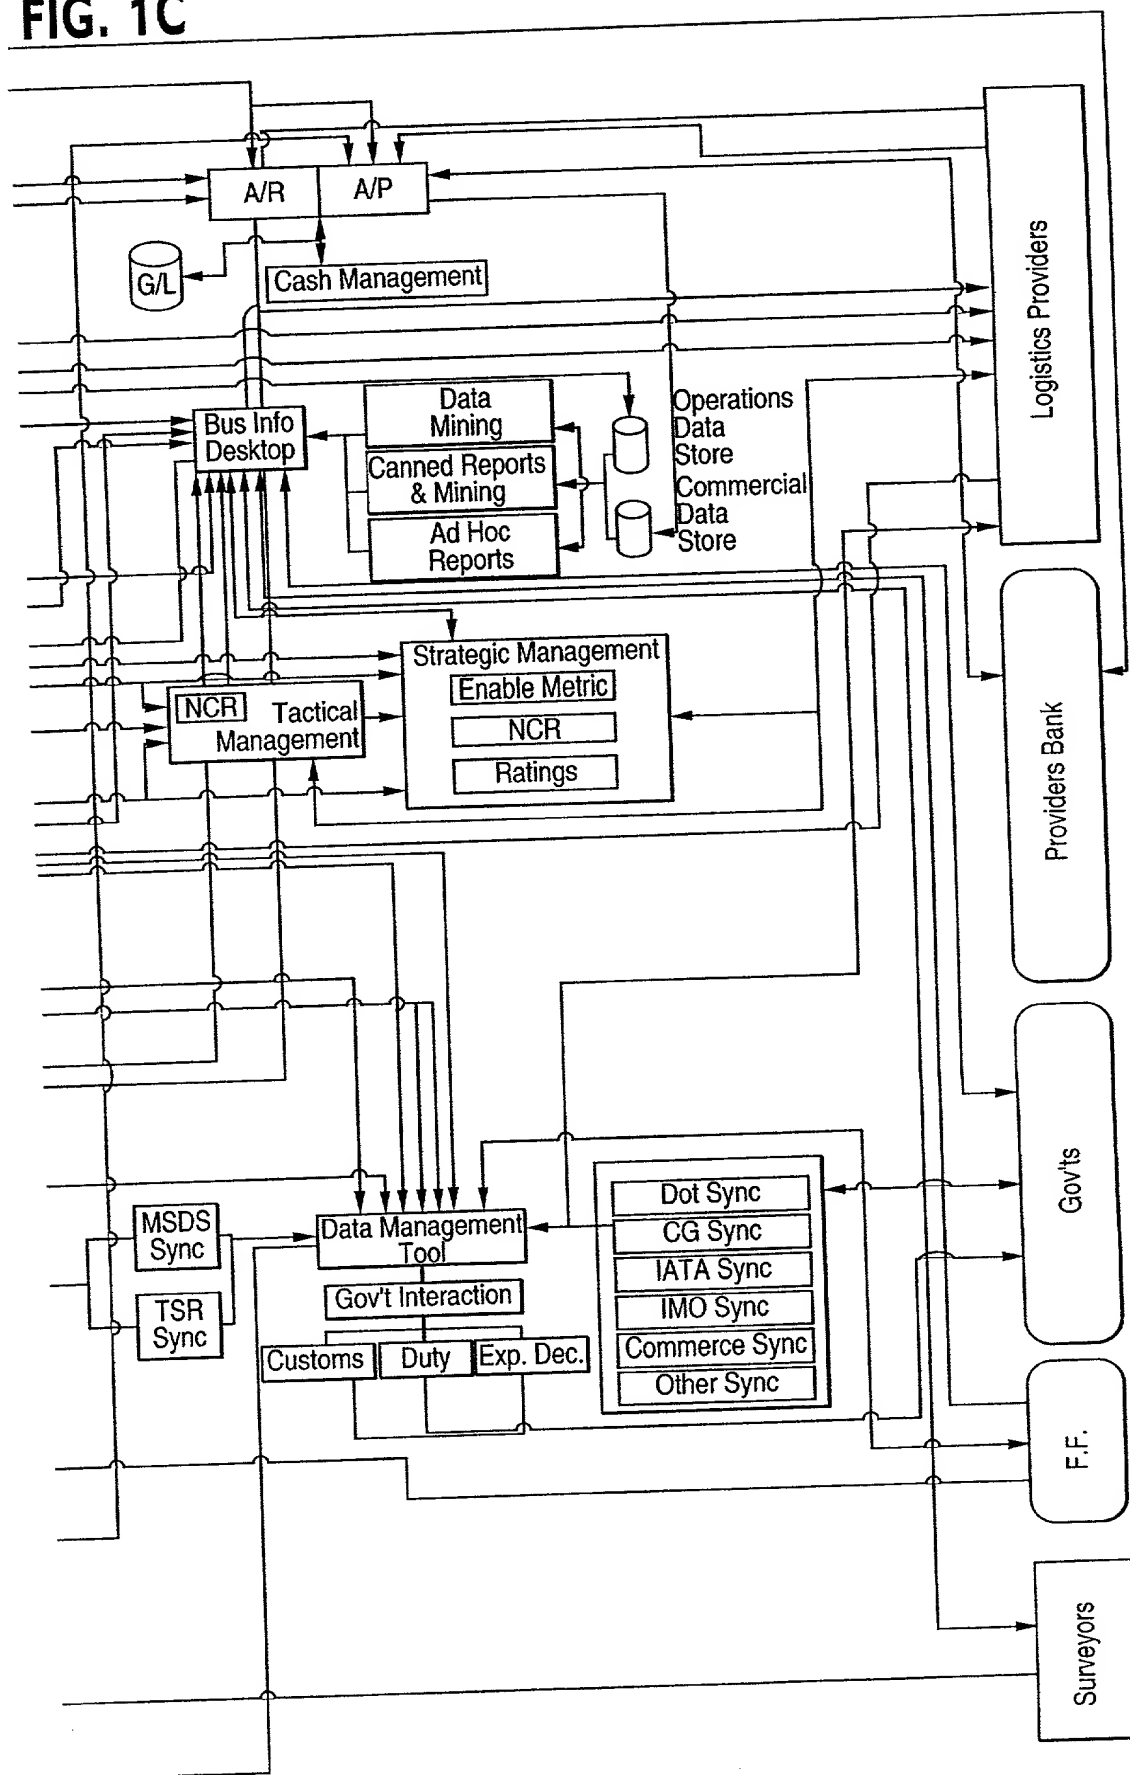 FIG. 1C
A/R
A/P
G/L
Cash Management
Logistics Providers
Bus Info
Desktop
Data
Mining
Canned Reports
& Mining
Ad Hoc
Reports
Operations
Data
Store
Commercial
Data
Store
Strategic Management
Enable Metric
NCR
Ratings
NCR
Tactical
Management
Providers Bank
Gov'ts
MSDS
Sync
TSR
Sync
Data Management
Tool
Gov't Interaction
Customs
Duty
Exp. Dec.
Dot Sync
CG Sync
IATA Sync
IMO Sync
Commerce Sync
Other Sync
F.F.
Surveyors